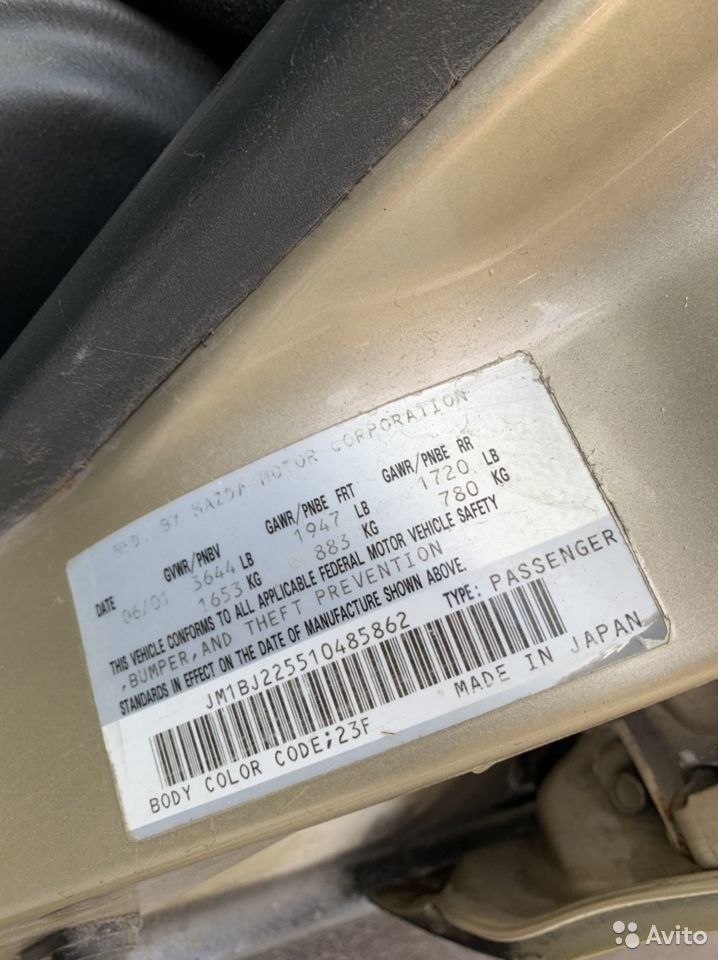 MFD. BY MAZDA MOTOR CORPORATION
DATE GVWR/PNBV GAWR/PNBE FRT GAWR/PNBE RR
06/01 3644 LB 1947 LB 1720 LB
1653 KG 883 KG 780 KG
THIS VEHICLE CONFORMS TO ALL APPLICABLE FEDERAL MOTOR VEHICLE SAFETY
,BUMPER,AND THEFT PREVENTION
STANDARDS IN EFFECT ON THE DATE OF MANUFACTURE SHOWN ABOVE.
JM1BJ225510485862 TYPE: PASSENGER
BODY COLOR CODE;23F MADE IN JAPAN
Avito